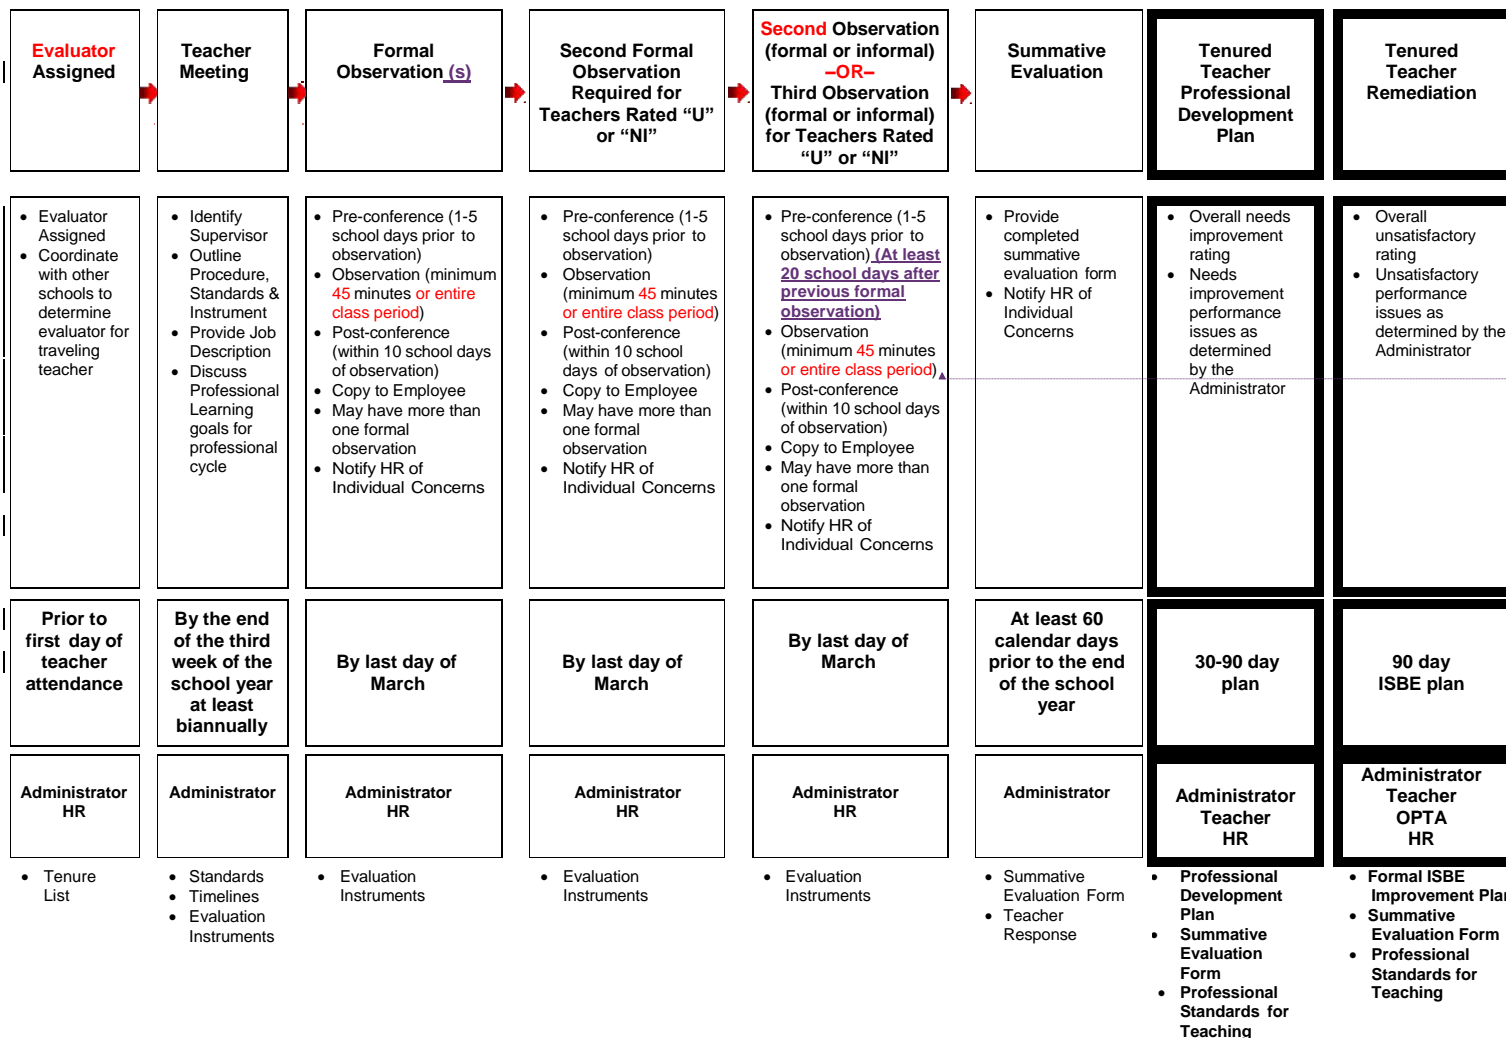 Evaluator
Assigned
Teacher
Meeting
Formal
Observation (s)
Second Formal
Observation
Required for
Teachers Rated “U”
or “NI”
Second Observation
(formal or informal)
–OR–
Third Observation
(formal or informal)
for Teachers Rated
“U” or “NI”
Summative
Evaluation
Tenured
Teacher
Professional
Development
Plan
Tenured
Teacher
Remediation
• Evaluator
Assigned
• Coordinate
with other
schools to
determine
evaluator for
traveling
teacher
• Identify
Supervisor
• Outline
Procedure,
Standards &
Instrument
• Provide Job
Description
• Discuss
Professional
Learning
goals for
professional
cycle
• Pre-conference (1-5
school days prior to
observation)
• Observation (minimum
45 minutes or entire
class period)
• Post-conference
(within 10 school days
of observation)
• Copy to Employee
• May have more than
one formal
observation
• Notify HR of
Individual Concerns
• Pre-conference (1-5
school days prior to
observation)
• Observation
(minimum 45 minutes
or entire class period)
• Post-conference
(within 10 school
days of observation)
• Copy to Employee
• May have more than
one formal
observation
• Notify HR of
Individual Concerns
• Pre-conference (1-5
school days prior to
observation) (At least
20 school days after
previous formal
observation)
• Observation
(minimum 45 minutes
or entire class period)
• Post-conference
(within 10 school days
of observation)
• Copy to Employee
• May have more than
one formal
observation
• Notify HR of
Individual Concerns
• Provide
completed
summative
evaluation form
• Notify HR of
Individual
Concerns
• Overall needs
improvement
rating
• Needs
improvement
performance
issues as
determined
by the
Administrator
• Overall
unsatisfactory
rating
• Unsatisfactory
performance
issues as
determined by the
Administrator
Prior to
first day of
teacher
attendance
By the end
of the third
week of the
school year
at least
biannually
By last day of
March
By last day of
March
By last day of
March
At least 60
calendar days
prior to the end
of the school
year
30-90 day
plan
90 day
ISBE plan
Administrator
HR
Administrator
Administrator
HR
Administrator
HR
Administrator
HR
Administrator
Administrator
Teacher
HR
Administrator
Teacher
OPTA
HR
• Tenure
List
• Standards
• Timelines
• Evaluation
Instruments
• Evaluation
Instruments
• Evaluation
Instruments
• Evaluation
Instruments
• Summative
Evaluation Form
• Teacher
Response
• Professional
Development
Plan
• Summative
Evaluation
Form
• Professional
Standards for
Teaching
• Formal ISBE
Improvement Plan
• Summative
Evaluation Form
• Professional
Standards for
Teaching